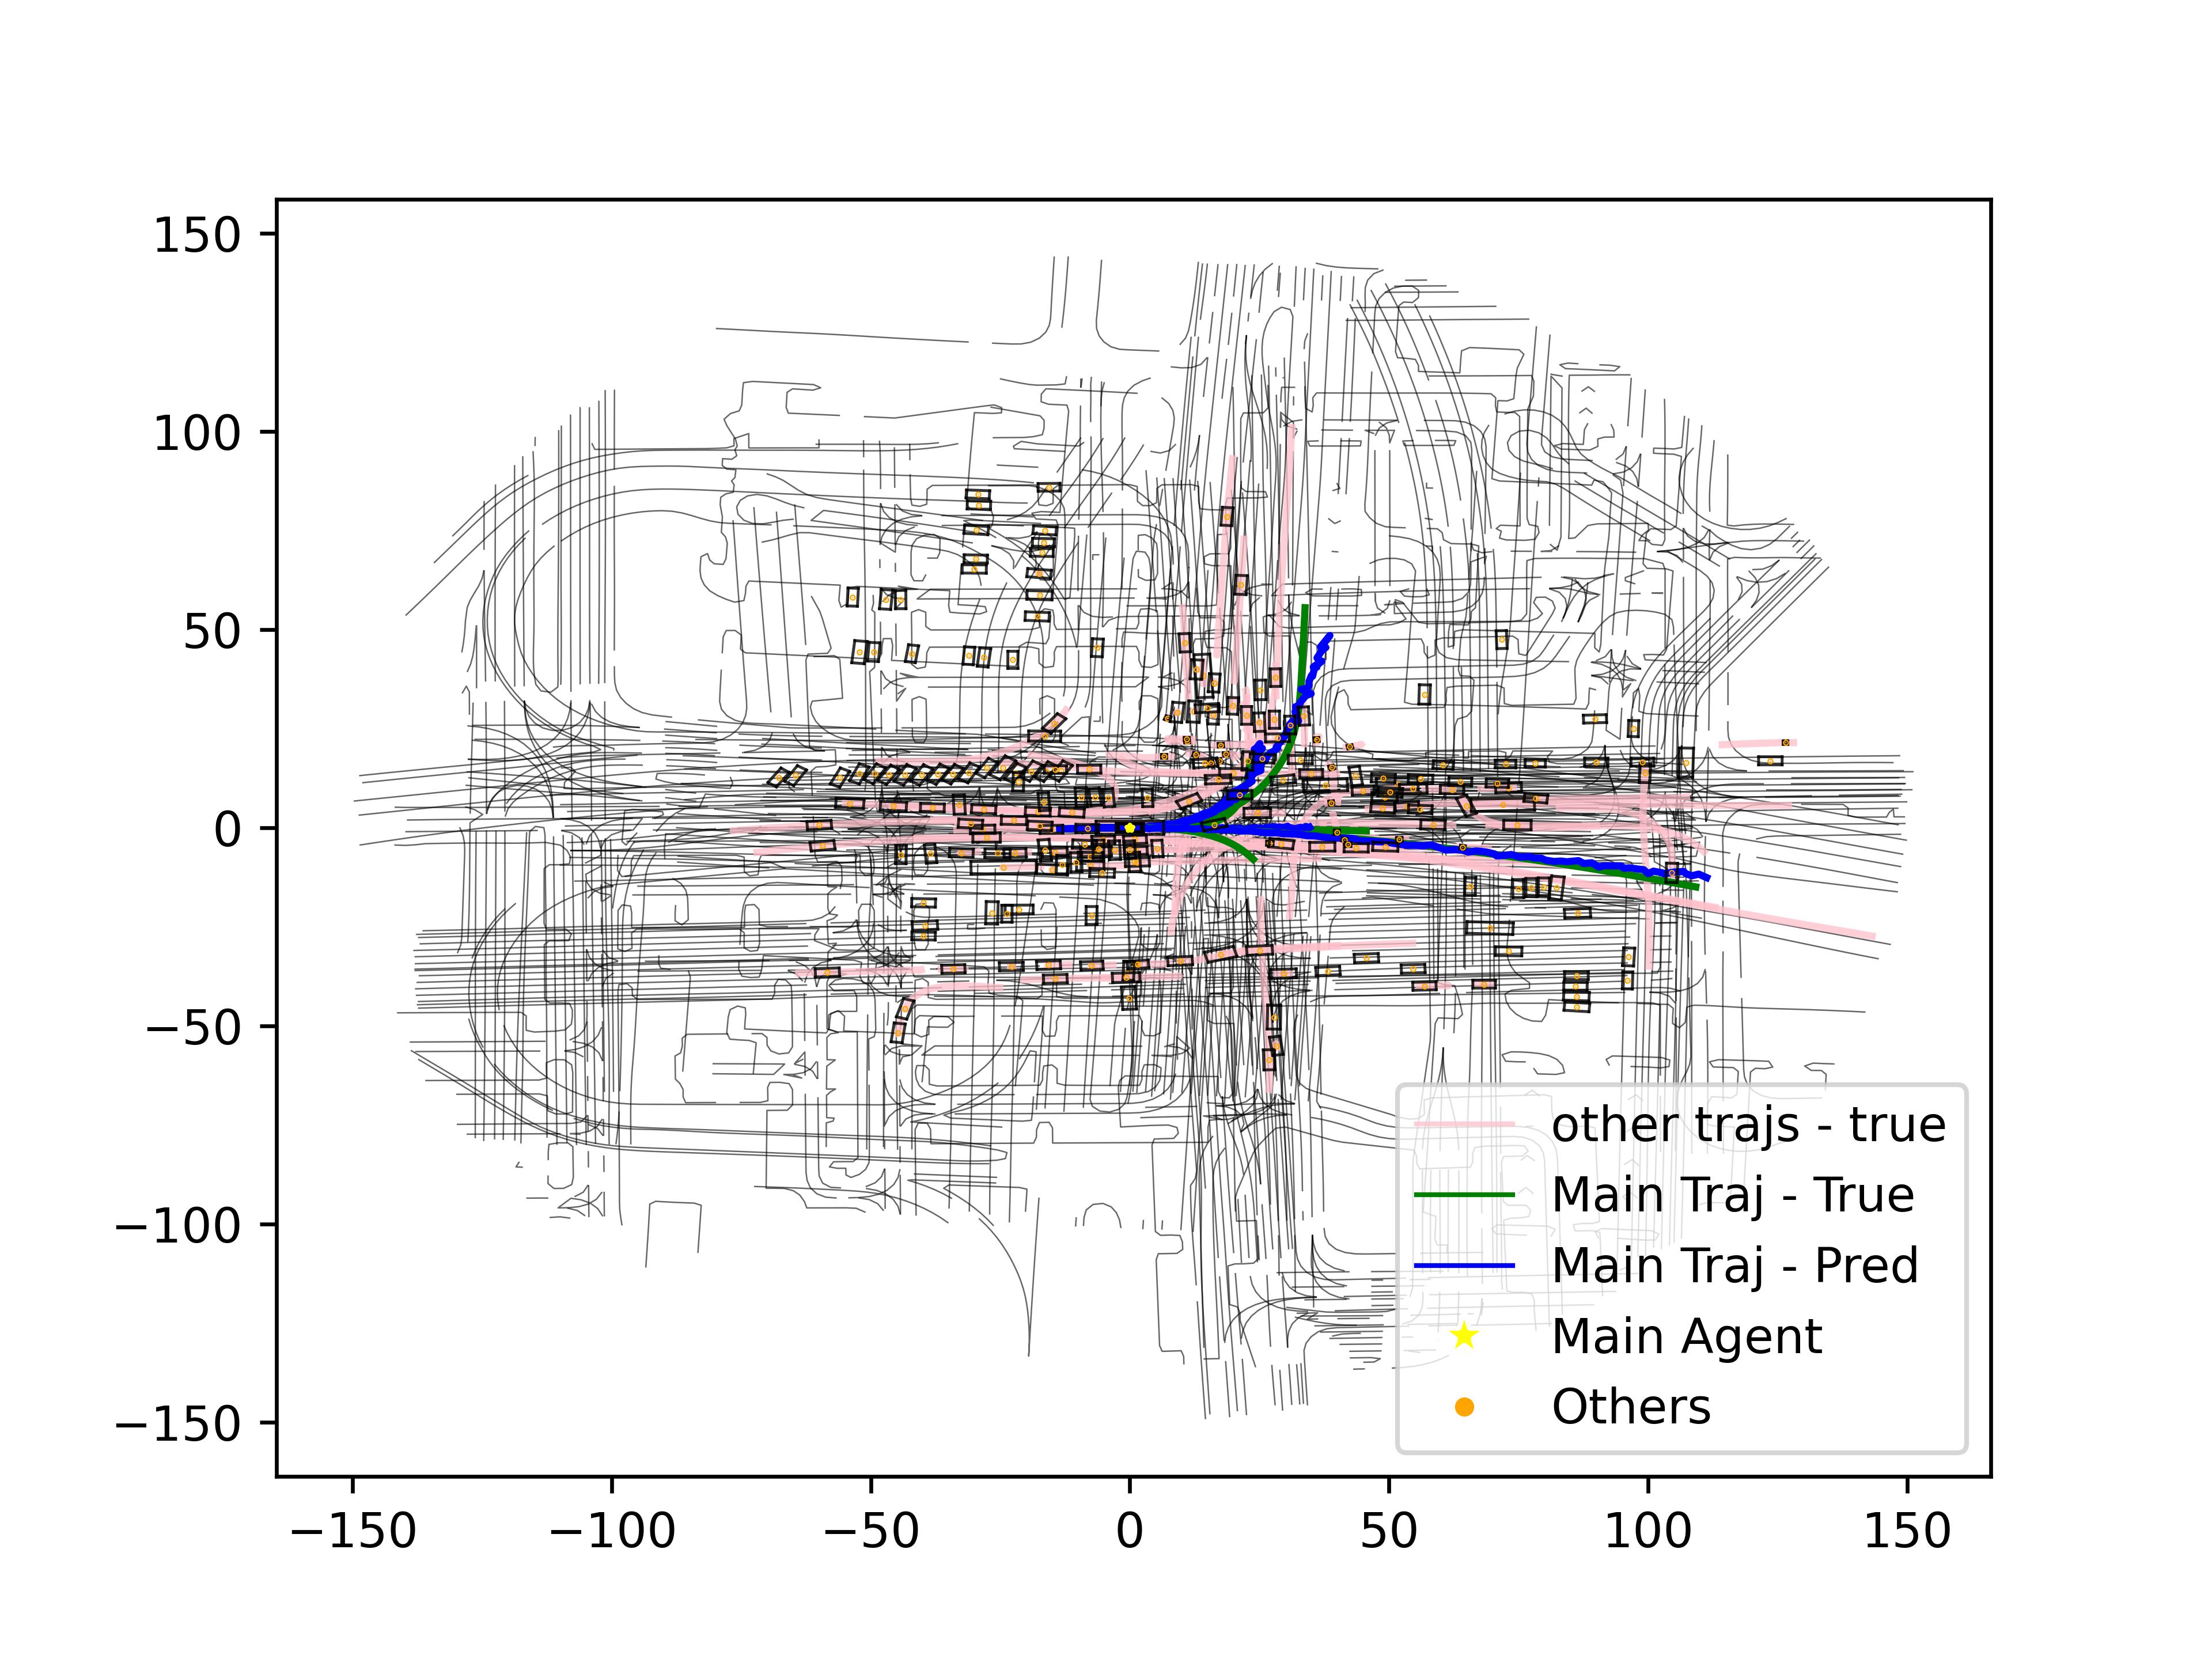 150
100
50
0
−50
−100
−150
−150 −100 −50 0 50 100 150
other trajs - true
Main Traj - True
Main Traj - Pred
Main Agent
Others